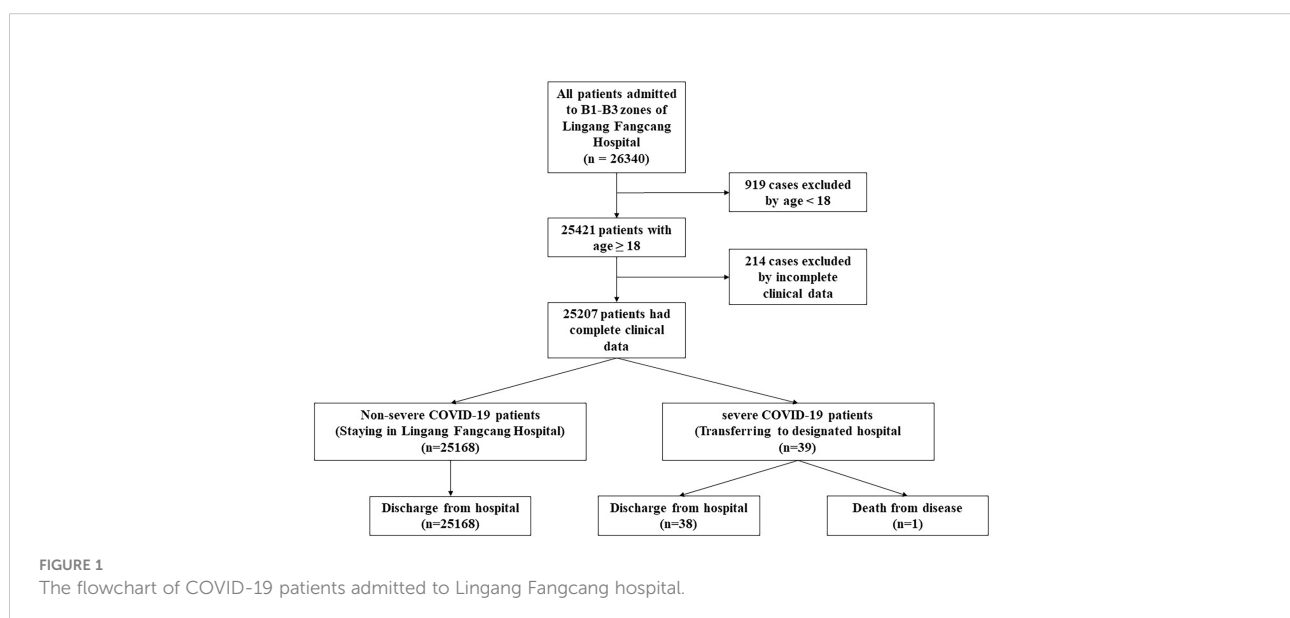 All patients admitted
to B1-B3 zones of
Lingang Fangcang
Hospital
(n = 26340)
919 cases excluded
by age < 18
25421 patients with
age ≥ 18
214 cases excluded
by incomplete
clinical data
25207 patients had
complete clinical
data
Non-severe COVID-19 patients
(Staying in Lingang Fangcang Hospital)
(n=25168)
severe COVID-19 patients
(Transferring to designated hospital
(n=39)
Discharge from hospital
(n=25168)
Discharge from hospital
(n=38)
Death from disease
(n=1)
FIGURE 1
The flowchart of COVID-19 patients admitted to Lingang Fangcang hospital.